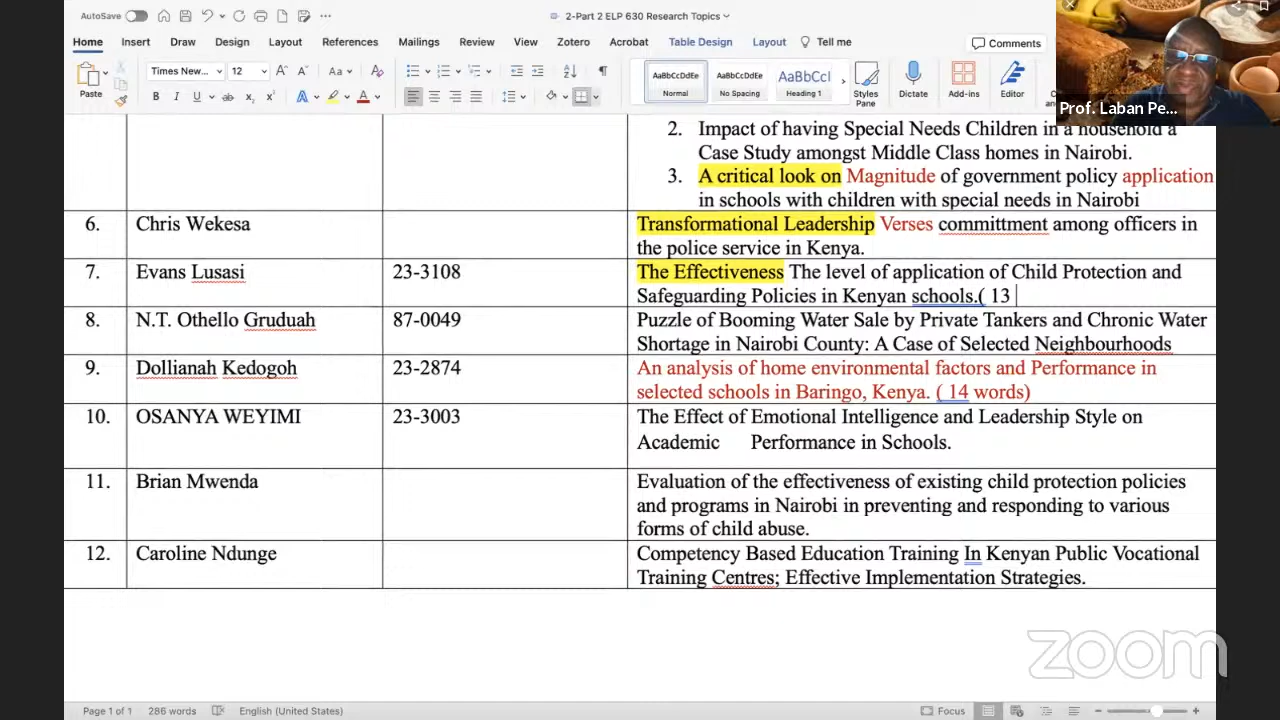 AutoSave
2-Part 2 ELP 630 Research Topics
Home Insert Draw Design Layout References Mailings Review View Zotero Acrobat Table Design Layout Tell me
Comments
Paste
Times New... 12
Aa
B I U ab x₂ x²
A A
AaBbCcDdEe
Normal
AaBbCcDdEe
No Spacing
AaBbCcI
Heading 1
Styles
Pane
Dictate
Add-ins
Editor
Prof. Laban Pe...
2. Impact of having Special Needs Children in a household a
Case Study amongst Middle Class homes in Nairobi.
3. A critical look on Magnitude of government policy application
in schools with children with special needs in Nairobi
6. Chris Wekesa Transformational Leadership Verses committment among officers in
the police service in Kenya.
7. Evans Lusasi 23-3108 The Effectiveness The level of application of Child Protection and
Safeguarding Policies in Kenyan schools.( 13
8. N.T. Othello Gruduah 87-0049 Puzzle of Booming Water Sale by Private Tankers and Chronic Water
Shortage in Nairobi County: A Case of Selected Neighbourhoods
9. Dollianah Kedogoh 23-2874 An analysis of home environmental factors and Performance in
selected schools in Baringo, Kenya. ( 14 words)
10. OSANYA WEYIMI 23-3003 The Effect of Emotional Intelligence and Leadership Style on
Academic Performance in Schools.
11. Brian Mwenda Evaluation of the effectiveness of existing child protection policies
and programs in Nairobi in preventing and responding to various
forms of child abuse.
12. Caroline Ndunge Competency Based Education Training In Kenyan Public Vocational
Training Centres; Effective Implementation Strategies.
zoom
Page 1 of 1 286 words English (United States) Focus